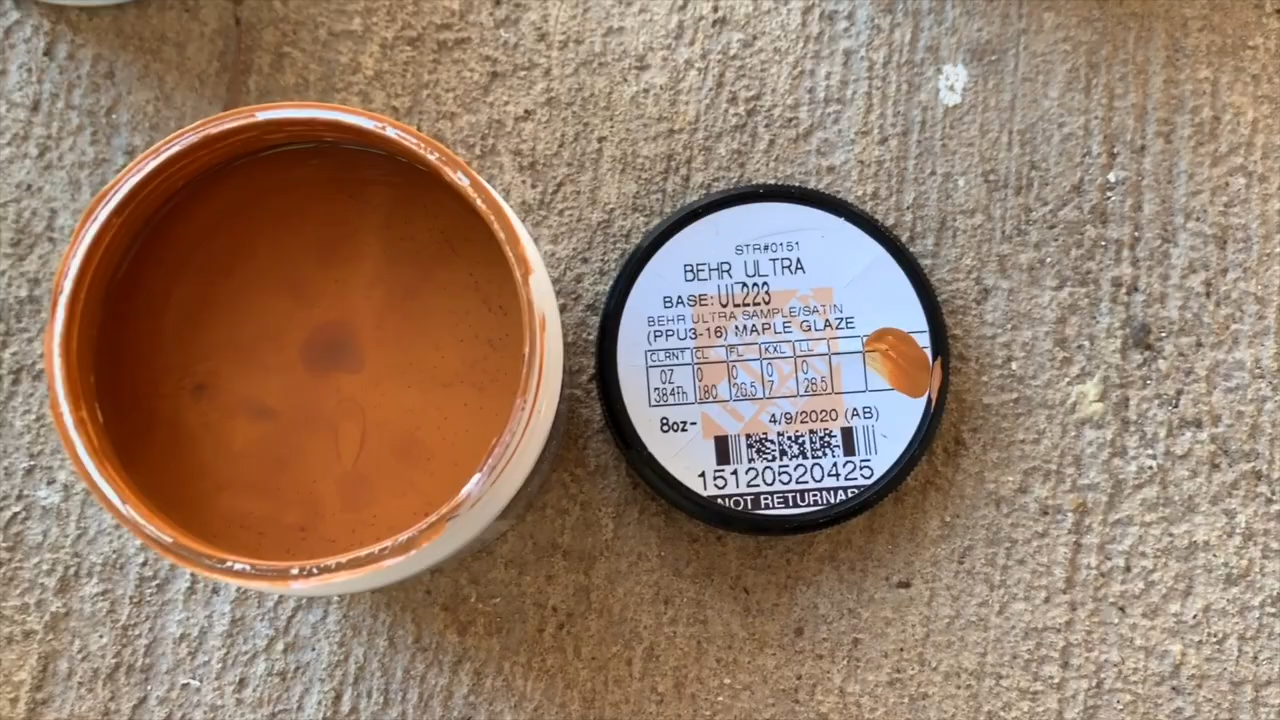 STR#0151
BEHR ULTRA
BASE: UL223
BEHR ULTRA SAMPLE/SATIN
(PPU3-16) MAPLE GLAZE
CLRNT CL FL KXL LL
OZ 0 0 0 0
384Th 180 26.5 7 26.5
8oz- 4/9/2020 (AB)
15120520425
NOT RETURNAB